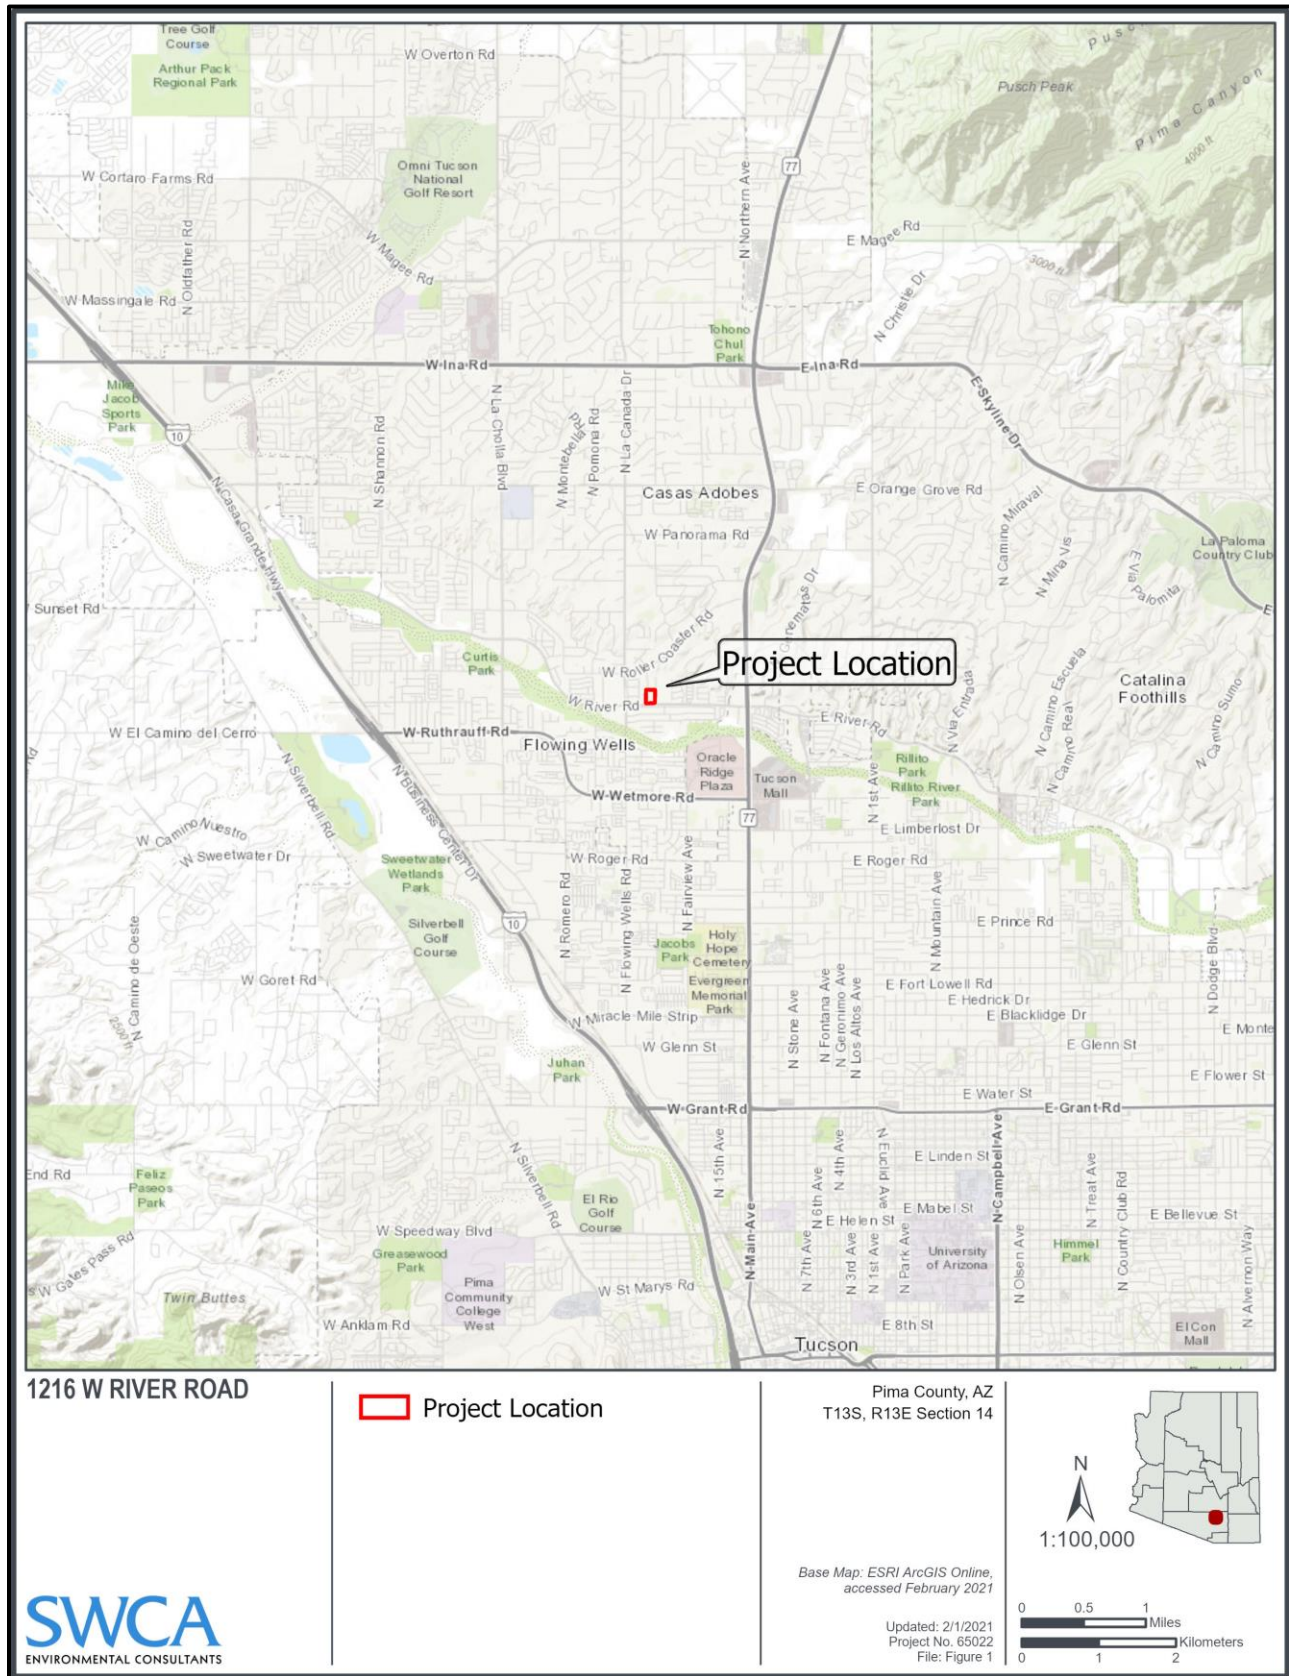 Tree Golf
Course
Arthur Pack
Regional Park
W Overton Rd
Pusch Peak
Pima Canyon
4000 ft
77
N Northern Ave
W Cortaro Farms Rd
Omni Tucson
National
Golf Resort
N Oldfather Rd
W Magee Rd
E Magee Rd
3000 ft
W Massingale Rd
N Christie Dr
Tohono
Chul
Park
W Ina Rd
E Ina Rd
E Skyline Dr
Mike
Jacob
Sports
Park
10
N La Cholla Blvd
N Shannon Rd
N Montebella Rd
N Pomona Rd
N La Canada Dr
Casas Adobes
E Orange Grove Rd
N Casa Grande Hwy
W Panorama Rd
N Camino Miraval
N Mina Vis
E Via Palomita
La Paloma
Country Club
Sunset Rd
E
W Roller Coaster Rd
Project Location
Curtis
Park
W River Rd
Catalina
Foothills
N Camino Escuela
N Camino Real
N Camino Sumo
N Via Entrada
E River Rd
W El Camino del Cerro
W Ruthrauff Rd
Flowing Wells
Oracle
Ridge
Plaza
Tucson
Mall
Rillito
Park
Rillito River
Park
N 1st Ave
N Silverbell Rd
N Business Center Dr
W Wetmore Rd
77
E Limberlost Dr
W Camino Nuestro
W Sweetwater Dr
Sweetwater
Wetlands
Park
W Roger Rd
E Roger Rd
N Fairview Ave
N Romero Rd
N Flowing Wells Rd
N Mountain Ave
E Prince Rd
N Dodge Blvd
Silverbell
Golf
Course
10
Jacobs
Park
Holy
Hope
Cemetery
Evergreen
Memorial
Park
N Camino de Oeste
W Goret Rd
2500 ft
E Fort Lowell Rd
E Hedrick Dr
E Blacklidge Dr
N Stone Ave
N Fontana Ave
N Geronimo Ave
N Los Altos Ave
W Miracle Mile Strip
W Glenn St
E Glenn St
E Monte
Juhan
Park
E Flower St
E Water St
W Grant Rd
E Grant Rd
N 15th Ave
N 6th Ave
N 4th Ave
N Euclid Ave
E Linden St
N Campbell Ave
N Treat Ave
N Country Club Rd
End Rd
Feliz
Paseos
Park
N Silverbell Rd
El Rio
Golf
Course
E Mabel St
E Helen St
E Bellevue St
W Speedway Blvd
Greasewood
Park
N Main Ave
N 7th Ave
N 3rd Ave
N 1st Ave
N Park Ave
University
of Arizona
N Olsen Ave
Himmel
Park
N Alvernon Way
W Gates Pass Rd
Twin Buttes
Pima
Community
College
West
W St Marys Rd
W Anklam Rd
E 8th St
El Con
Mall
Tucson
1216 W RIVER ROAD
Project Location
Pima County, AZ
T13S, R13E Section 14
N
1:100,000
Base Map: ESRI ArcGIS Online,
accessed February 2021
Updated: 2/1/2021
Project No. 65022
File: Figure 1
0 0.5 1
Miles
Kilometers
0 1 2
SWCA
ENVIRONMENTAL CONSULTANTS